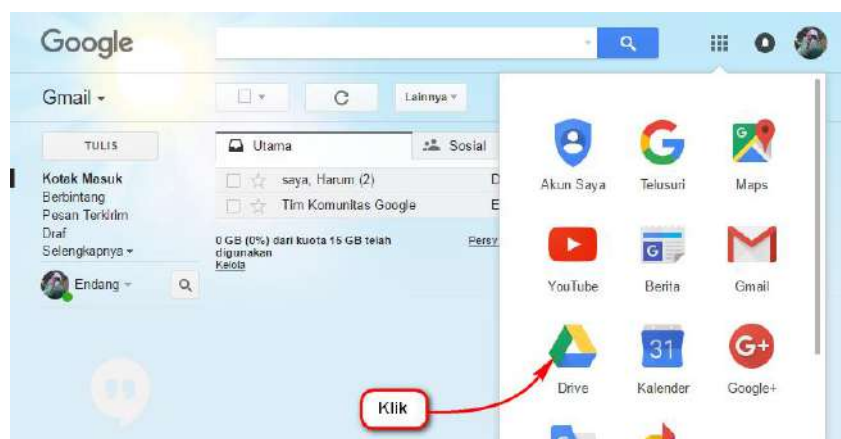 Google
Gmail
Lainnya
TULIS
Utama
Sosial
Kotak Masuk
Berbintang
Pesan Terkirim
Draf
Selengkapnya
saya, Harum (2)
D
Tim Komunitas Google
E
0 GB (0%) dari kuota 15 GB telah
digunakan
Kelola
Persy
Endang
Akun Saya
Telusuri
Maps
YouTube
Berita
Gmail
31
G+
Drive
Kalender
Google+
Klik